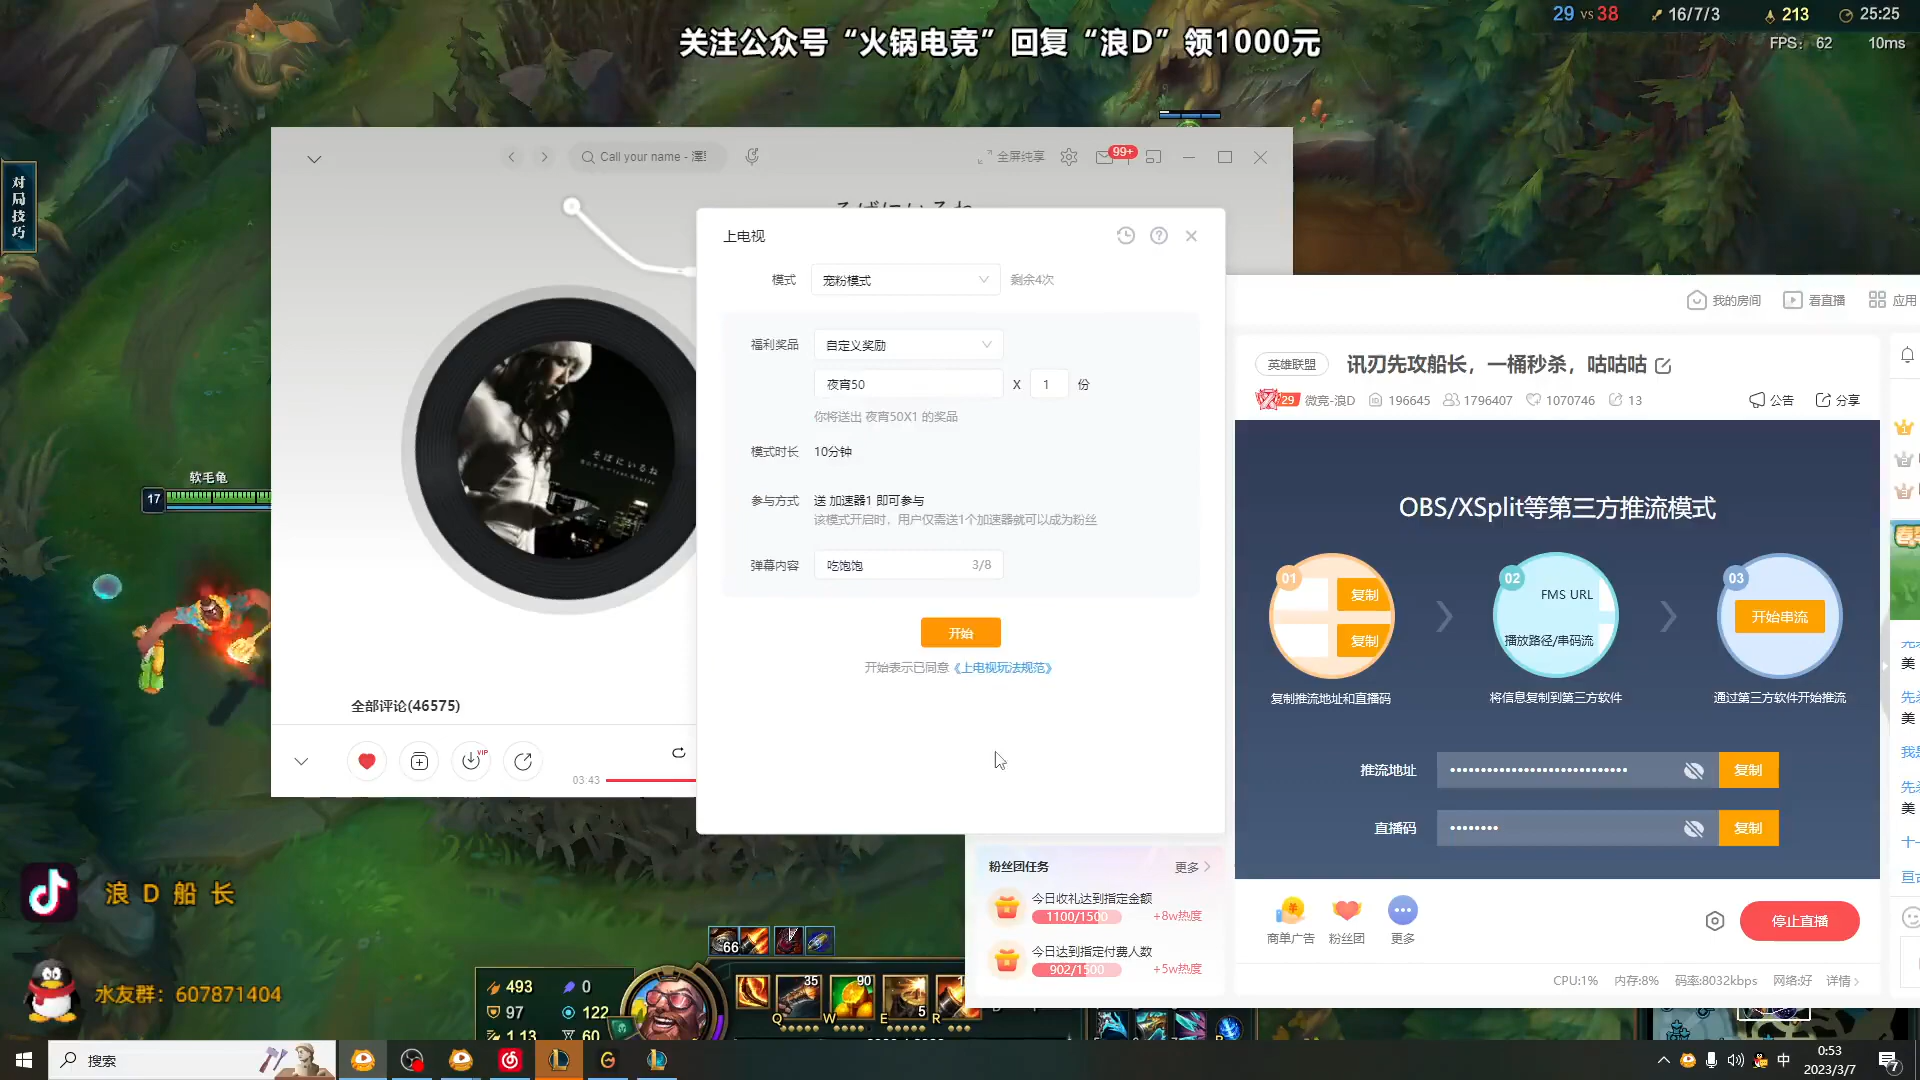 关注公众号“火锅电竞”回复“浪D”领1000元
29 vs 38
16/7/3
213
25:25
FPS: 62
10ms
对局技巧
Call your name - 澤
全屏纯享
99+
软毛龟
17
全部评论(46575)
VIP
03:43
上电视
模式
宠粉模式
剩余4次
福利奖品
自定义奖励
夜宵50
X
1
份
你将送出 夜宵50X1 的奖品
模式时长
10分钟
参与方式
送 加速器1 即可参与
该模式开启时，用户仅需送1个加速器就可以成为粉丝
弹幕内容
吃饱饱
3/8
开始
开始表示已同意《上电视玩法规范》
我的房间
看直播
应用
英雄联盟
讯刃先攻船长，一桶秒杀，咕咕咕
29
微竞-浪D
196645
1796407
1070746
13
公告
分享
OBS/XSplit等第三方推流模式
01
复制
复制
复制推流地址和直播码
02
FMS URL
播放路径/串码流
将信息复制到第三方软件
03
开始串流
通过第三方软件开始推流
推流地址
复制
直播码
复制
美
美
美
粉丝团任务
更多
今日收礼达到指定金额
1100/1500
+8w热度
今日达到指定付费人数
902/1500
+5w热度
商单广告
粉丝团
更多
停止直播
CPU:1%
内存:8%
码率:8032kbps
网络:好
详情
浪 D 船 长
水友群：607871404
66
493
0
97
122
1.13
60
35
90
5
Q
W
E
R
搜索
中
0:53
2023/3/7
7